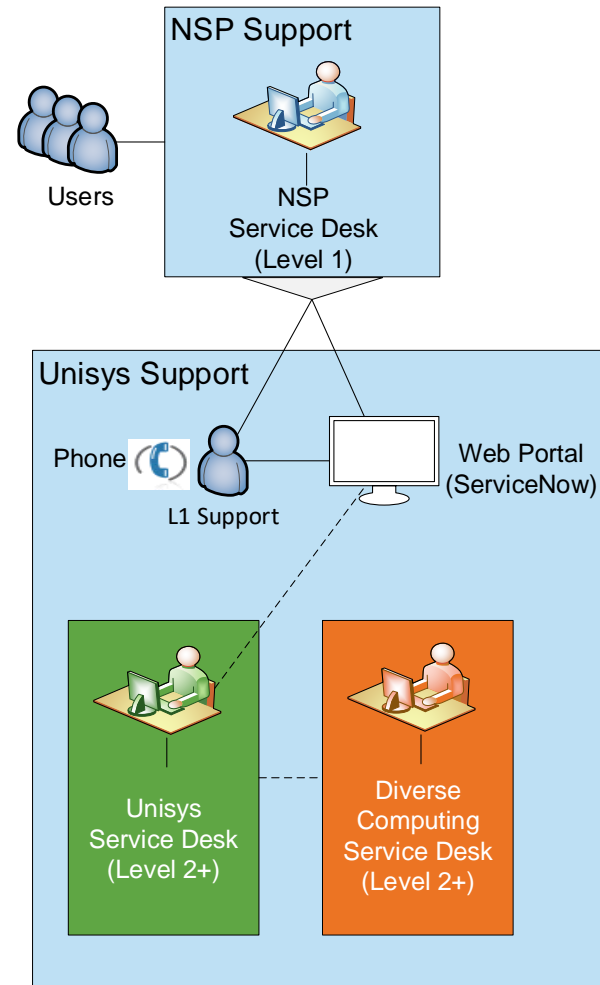 NSP Support
Users
NSP
Service Desk
(Level 1)
Unisys Support
Phone
L1 Support
Web Portal
(ServiceNow)
Unisys
Service Desk
(Level 2+)
Diverse
Computing
Service Desk
(Level 2+)